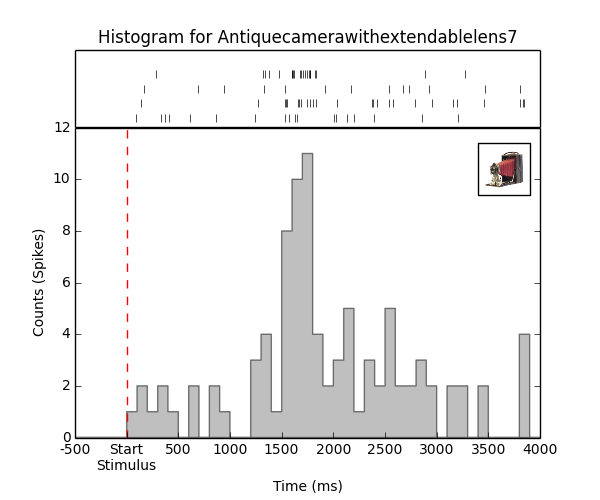 Histogram for Antiquecamerawithextendablelens7
12
10
8
6
4
2
0
Counts (Spikes)
-500 Start 500 1000 1500 2000 2500 3000 3500 4000
Stimulus
Time (ms)